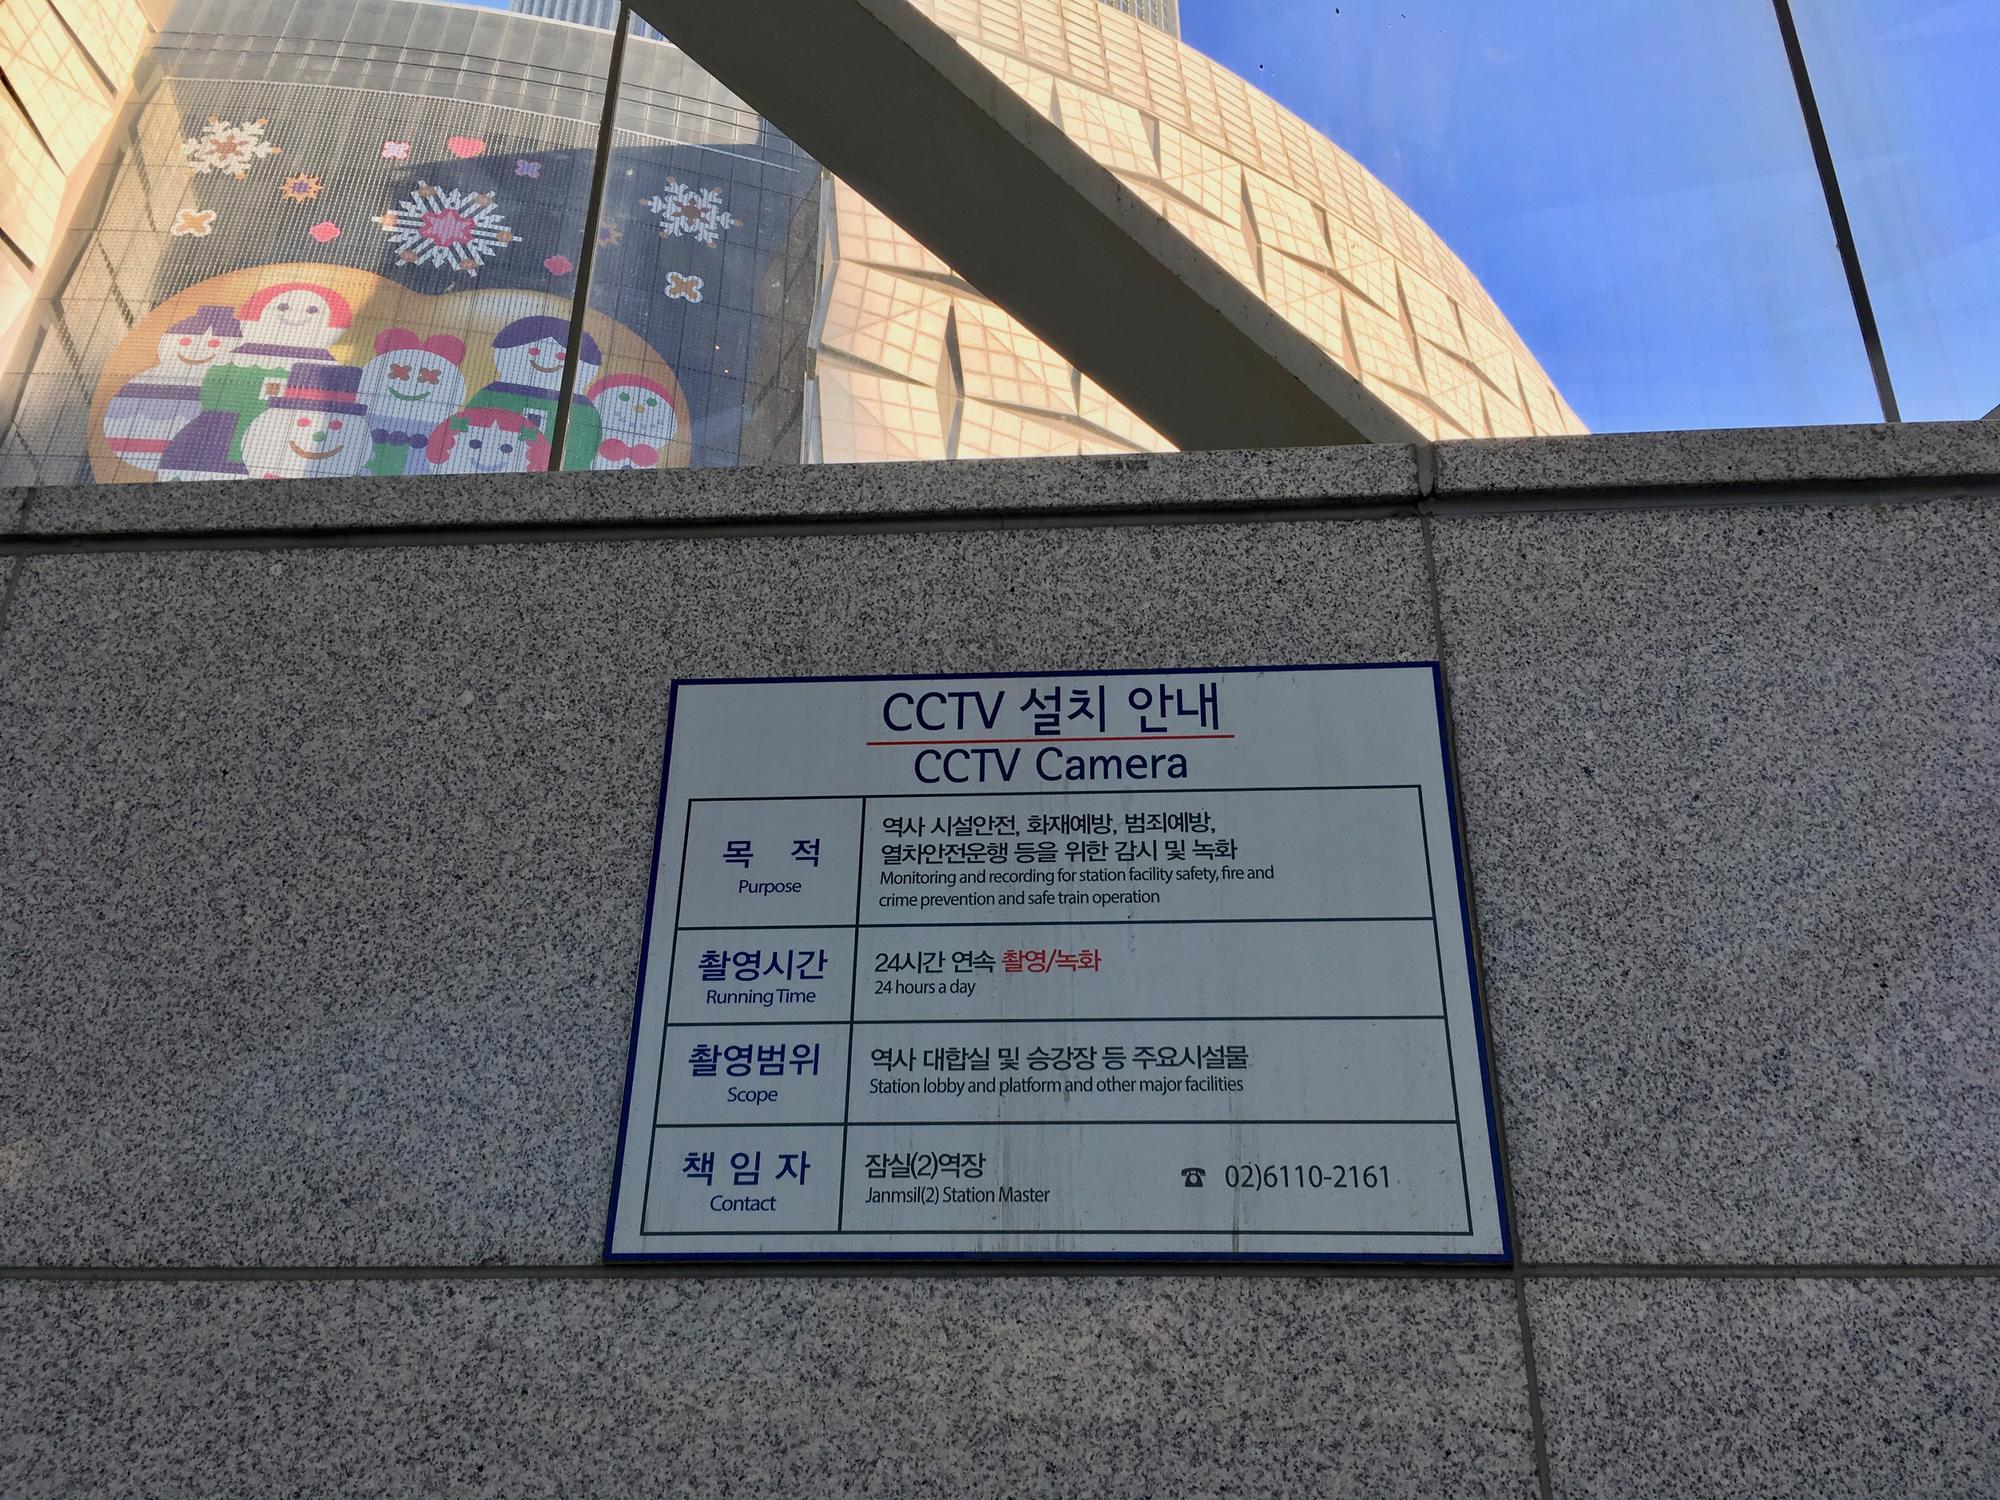 CCTV 설치 안내
CCTV Camera
목 적
Purpose
역사 시설안전, 화재예방, 범죄예방,
열차안전운행 등을 위한 감시 및 녹화
Monitoring and recording for station facility safety, fire and
crime prevention and safe train operation
촬영시간
Running Time
24시간 연속 촬영/녹화
24 hours a day
촬영범위
Scope
역사 대합실 및 승강장 등 주요시설물
Station lobby and platform and other major facilities
책 임 자
Contact
잠실(2)역장
Janmsil(2) Station Master
☎ 02)6110-2161